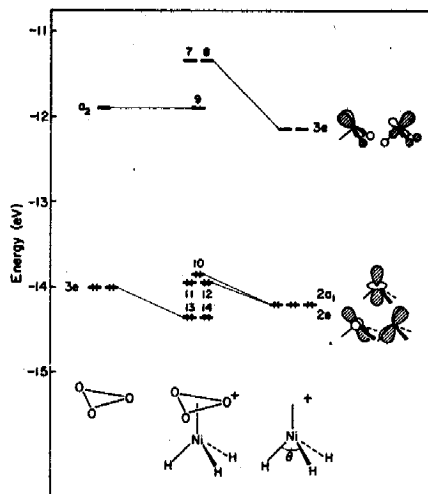 -11
7 8
a₂ 9
-12
3e
-13
Energy (eV)
10
3e -14 11 12 2a₁
13 14 2e
-15
O O O
O O O +
Ni
H H H
+
Ni
θ
H H H